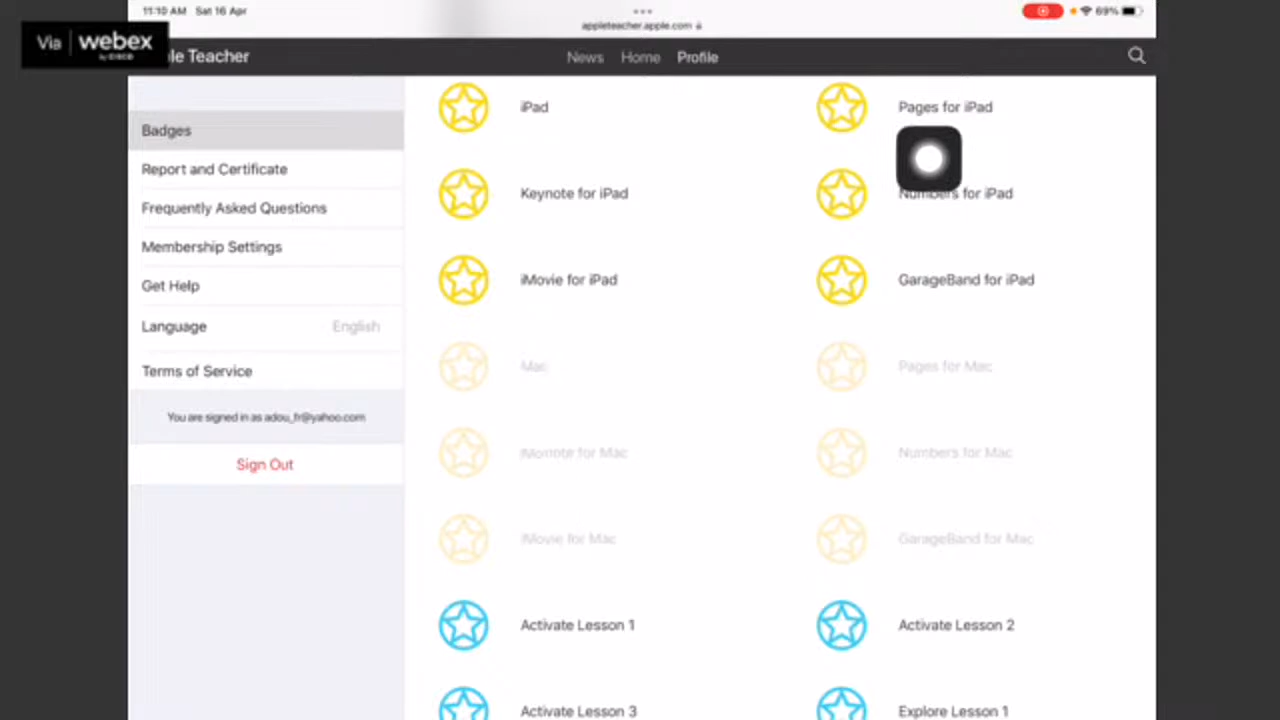 11:10 AM Sat 16 Apr
appleteacher.apple.com
69%
Via webex
by CISCO
le Teacher
News Home Profile
Badges
Report and Certificate
Frequently Asked Questions
Membership Settings
Get Help
Language English
Terms of Service
You are signed in as adou_fr@yahoo.com
Sign Out
iPad Pages for iPad
Keynote for iPad Numbers for iPad
iMovie for iPad GarageBand for iPad
Mac Pages for Mac
for Mac Numbers for Mac
iMovie for Mac GarageBand for Mac
Activate Lesson 1 Activate Lesson 2
Activate Lesson 3 Explore Lesson 1